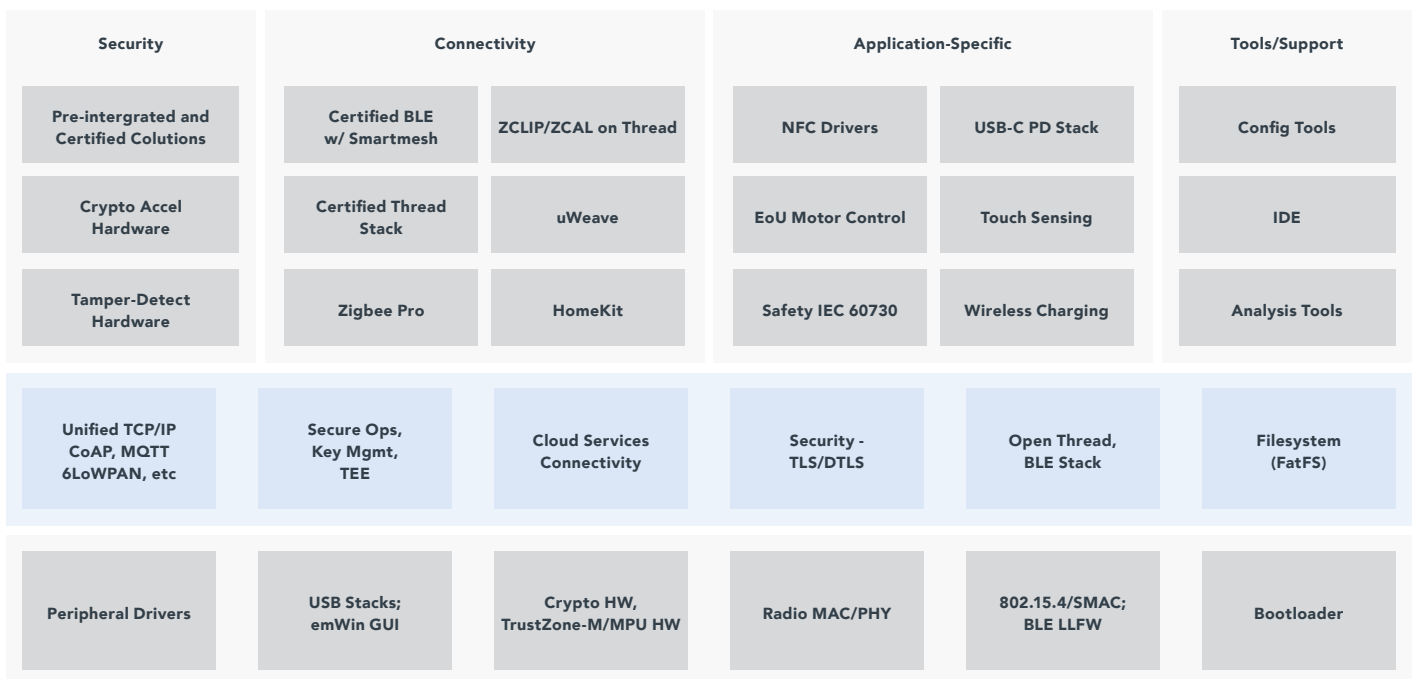 Security
Pre-intergrated and
Certified Colutions
Crypto Accel
Hardware
Tamper-Detect
Hardware
Connectivity
Certified BLE
w/ Smartmesh
ZCLIP/ZCAL on Thread
Certified Thread
Stack
uWeave
Zigbee Pro
HomeKit
Application-Specific
NFC Drivers
USB-C PD Stack
EoU Motor Control
Touch Sensing
Safety IEC 60730
Wireless Charging
Tools/Support
Config Tools
IDE
Analysis Tools
Unified TCP/IP
CoAP, MQTT
6LoWPAN, etc
Secure Ops,
Key Mgmt,
TEE
Cloud Services
Connectivity
Security -
TLS/DTLS
Open Thread,
BLE Stack
Filesystem
(FatFS)
Peripheral Drivers
USB Stacks;
emWin GUI
Crypto HW,
TrustZone-M/MPU HW
Radio MAC/PHY
802.15.4/SMAC;
BLE LLFW
Bootloader